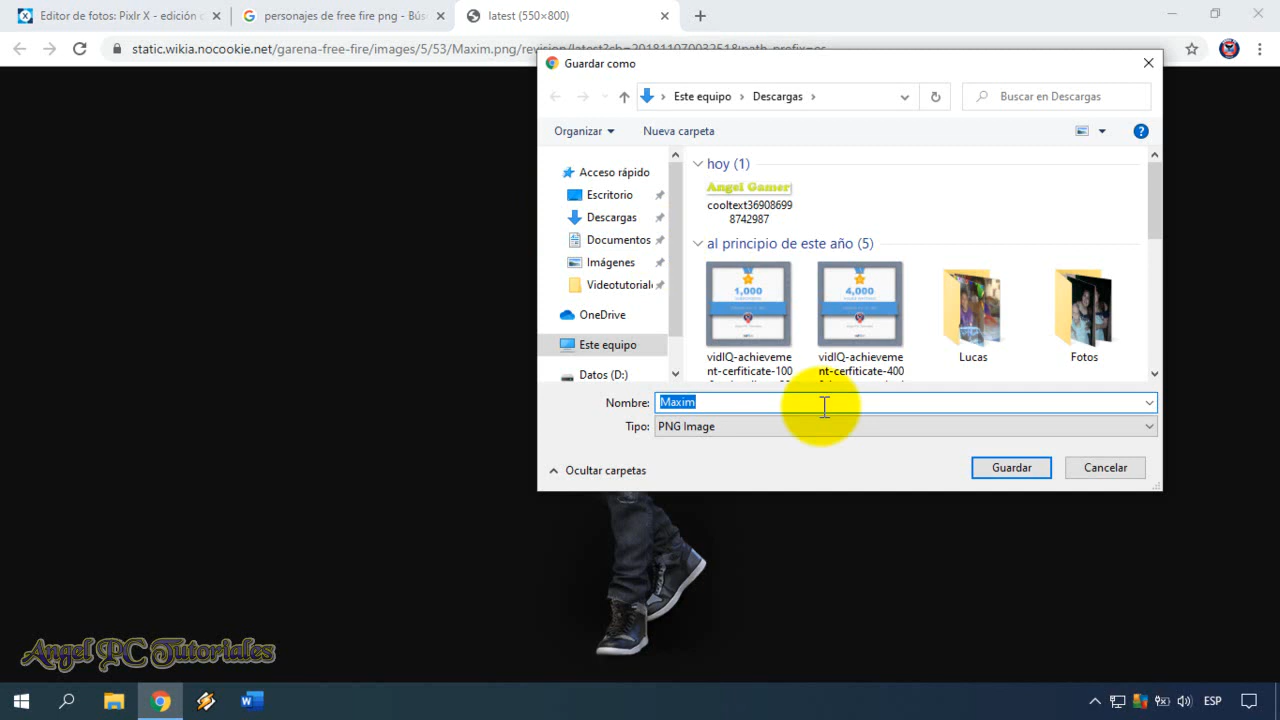 Editor de fotos: Pixlr X - edición
personajes de free fire png - Bús
latest (550×800)
static.wikia.nocookie.net/garena-free-fire/images/5/53/Maxim.png/revision/latest?cb=20181107003251&path-prefix=es
Guardar como
Este equipo
Descargas
Buscar en Descargas
Organizar
Nueva carpeta
Acceso rápido
Escritorio
Descargas
Documentos
Imágenes
Videotutorial
OneDrive
Este equipo
Datos (D:)
hoy (1)
Angel Gamer
cooltext36908699
8742987
al principio de este año (5)
1,000
4,000
vidIQ-achieveme
nt-cerfiticate-100
vidIQ-achieveme
nt-cerfiticate-400
Lucas
Fotos
Nombre:
Maxim
Tipo:
PNG Image
Ocultar carpetas
Guardar
Cancelar
Angel PC Tutoriales
ESP